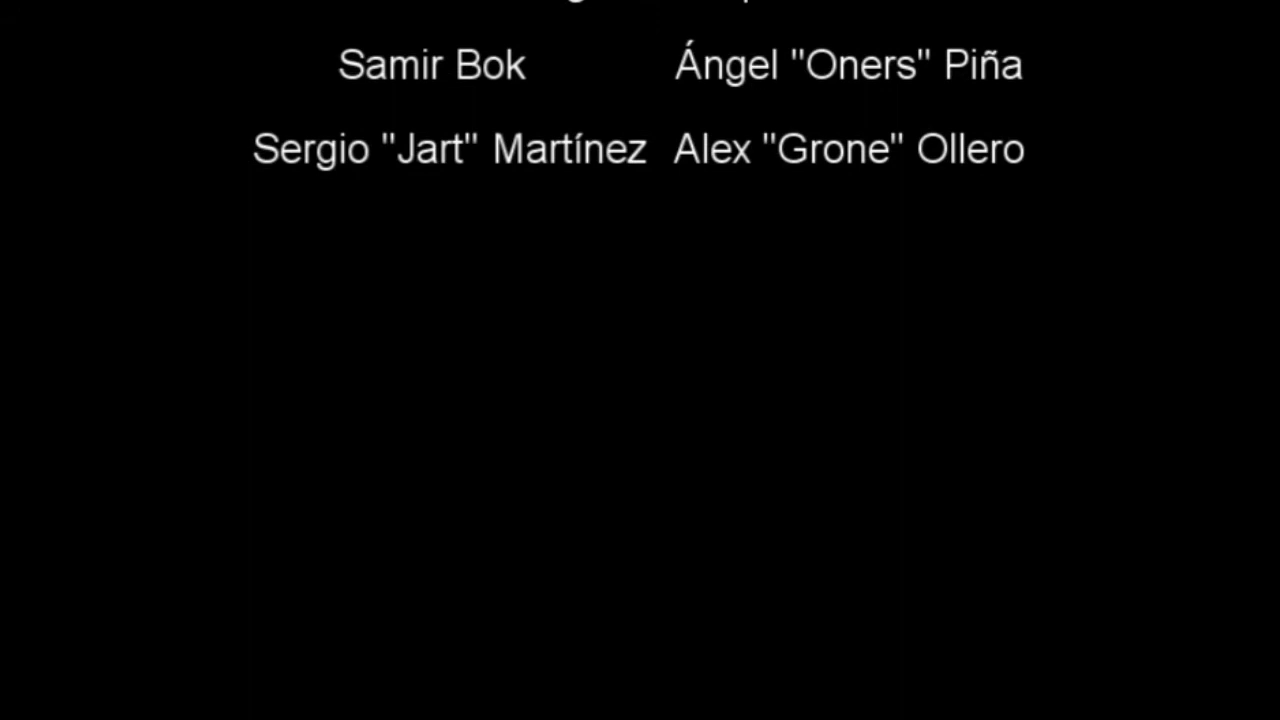 Samir Bok Ángel "Oners" Piña
Sergio "Jart" Martínez Alex "Grone" Ollero